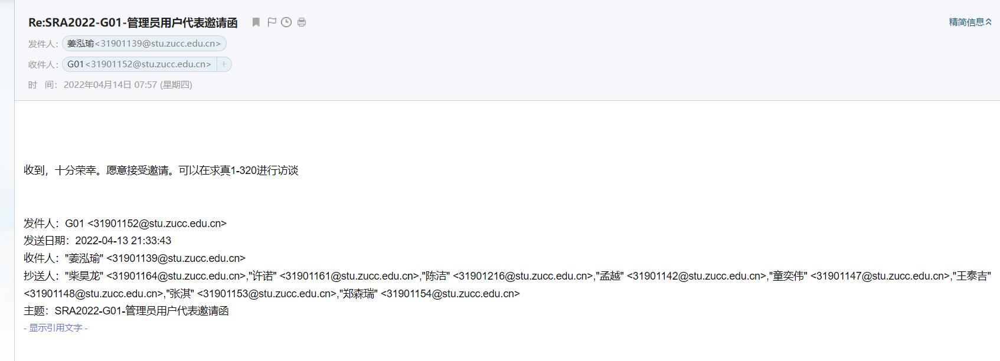 Re:SRA2022-G01-管理员用户代表邀请函
精简信息
发件人：姜泓瑜<31901139@stu.zucc.edu.cn>
收件人：G01<31901152@stu.zucc.edu.cn> +
时 间：2022年04月14日 07:57 (星期四)
收到，十分荣幸。愿意接受邀请。可以在求真1-320进行访谈
发件人：G01 <31901152@stu.zucc.edu.cn>
发送日期：2022-04-13 21:33:43
收件人："姜泓瑜" <31901139@stu.zucc.edu.cn>
抄送人："柴昊龙" <31901164@stu.zucc.edu.cn>,"许诺" <31901161@stu.zucc.edu.cn>,"陈洁" <31901216@stu.zucc.edu.cn>,"孟越" <31901142@stu.zucc.edu.cn>,"童奕伟" <31901147@stu.zucc.edu.cn>,"王泰吉"
<31901148@stu.zucc.edu.cn>,"张淇" <31901153@stu.zucc.edu.cn>,"郑森瑞" <31901154@stu.zucc.edu.cn>
主题：SRA2022-G01-管理员用户代表邀请函
- 显示引用文字 -